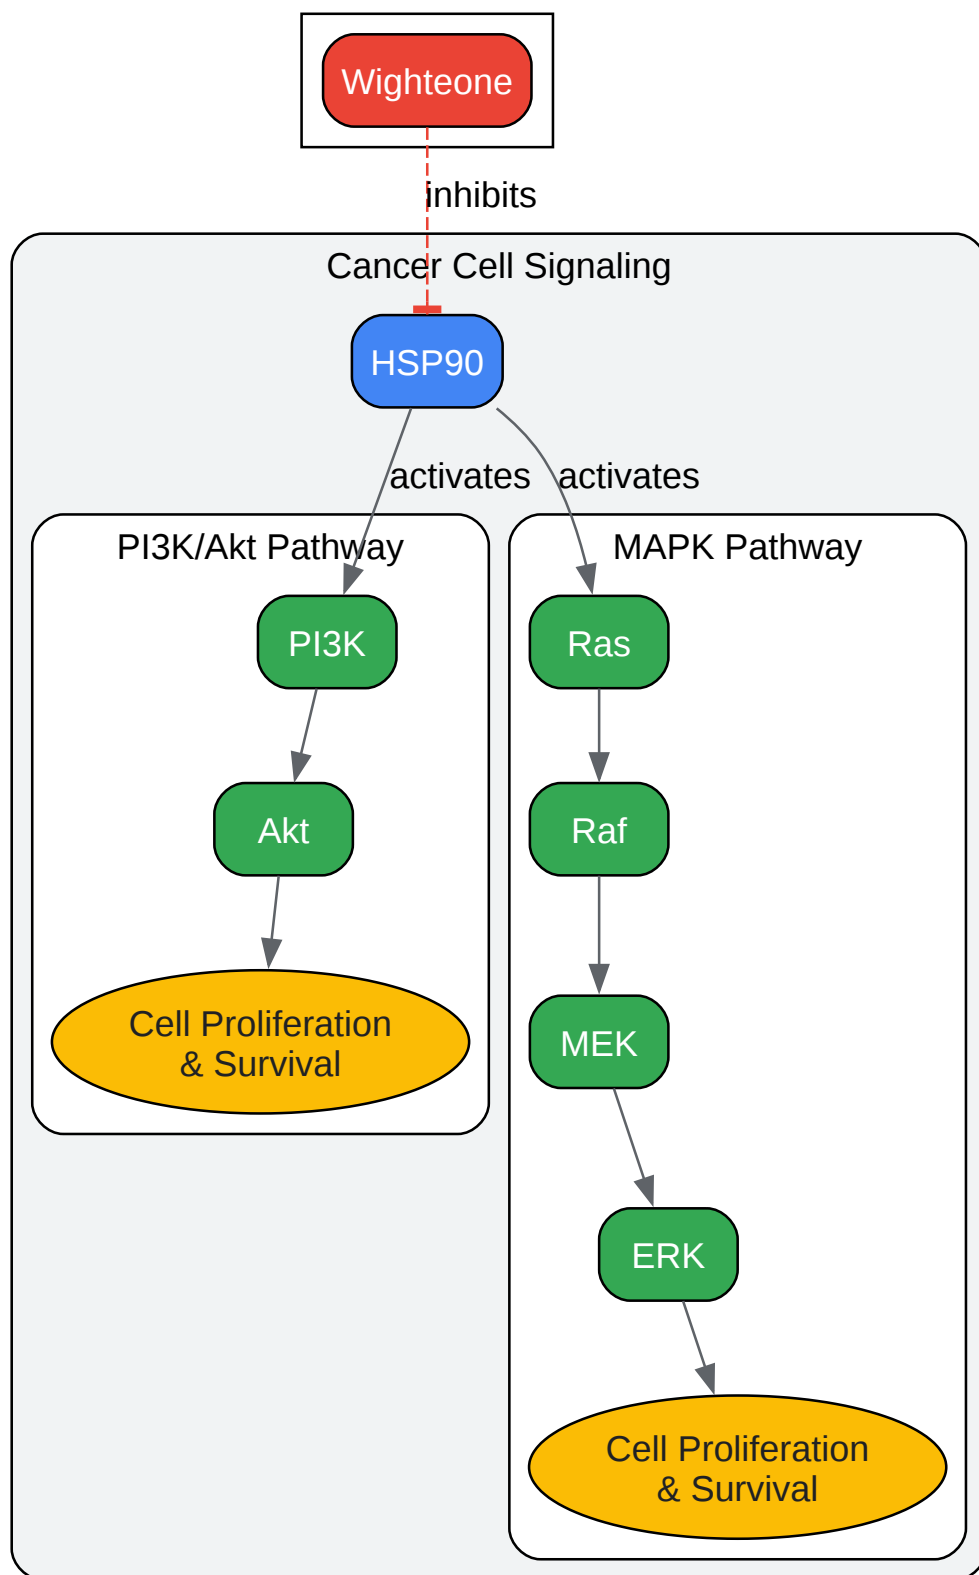 Wighteone
inhibits
Cancer Cell Signaling
HSP90
activates
activates
PI3K/Akt Pathway
MAPK Pathway
PI3K
Ras
Akt
Raf
Cell Proliferation
& Survival
MEK
ERK
Cell Proliferation
& Survival